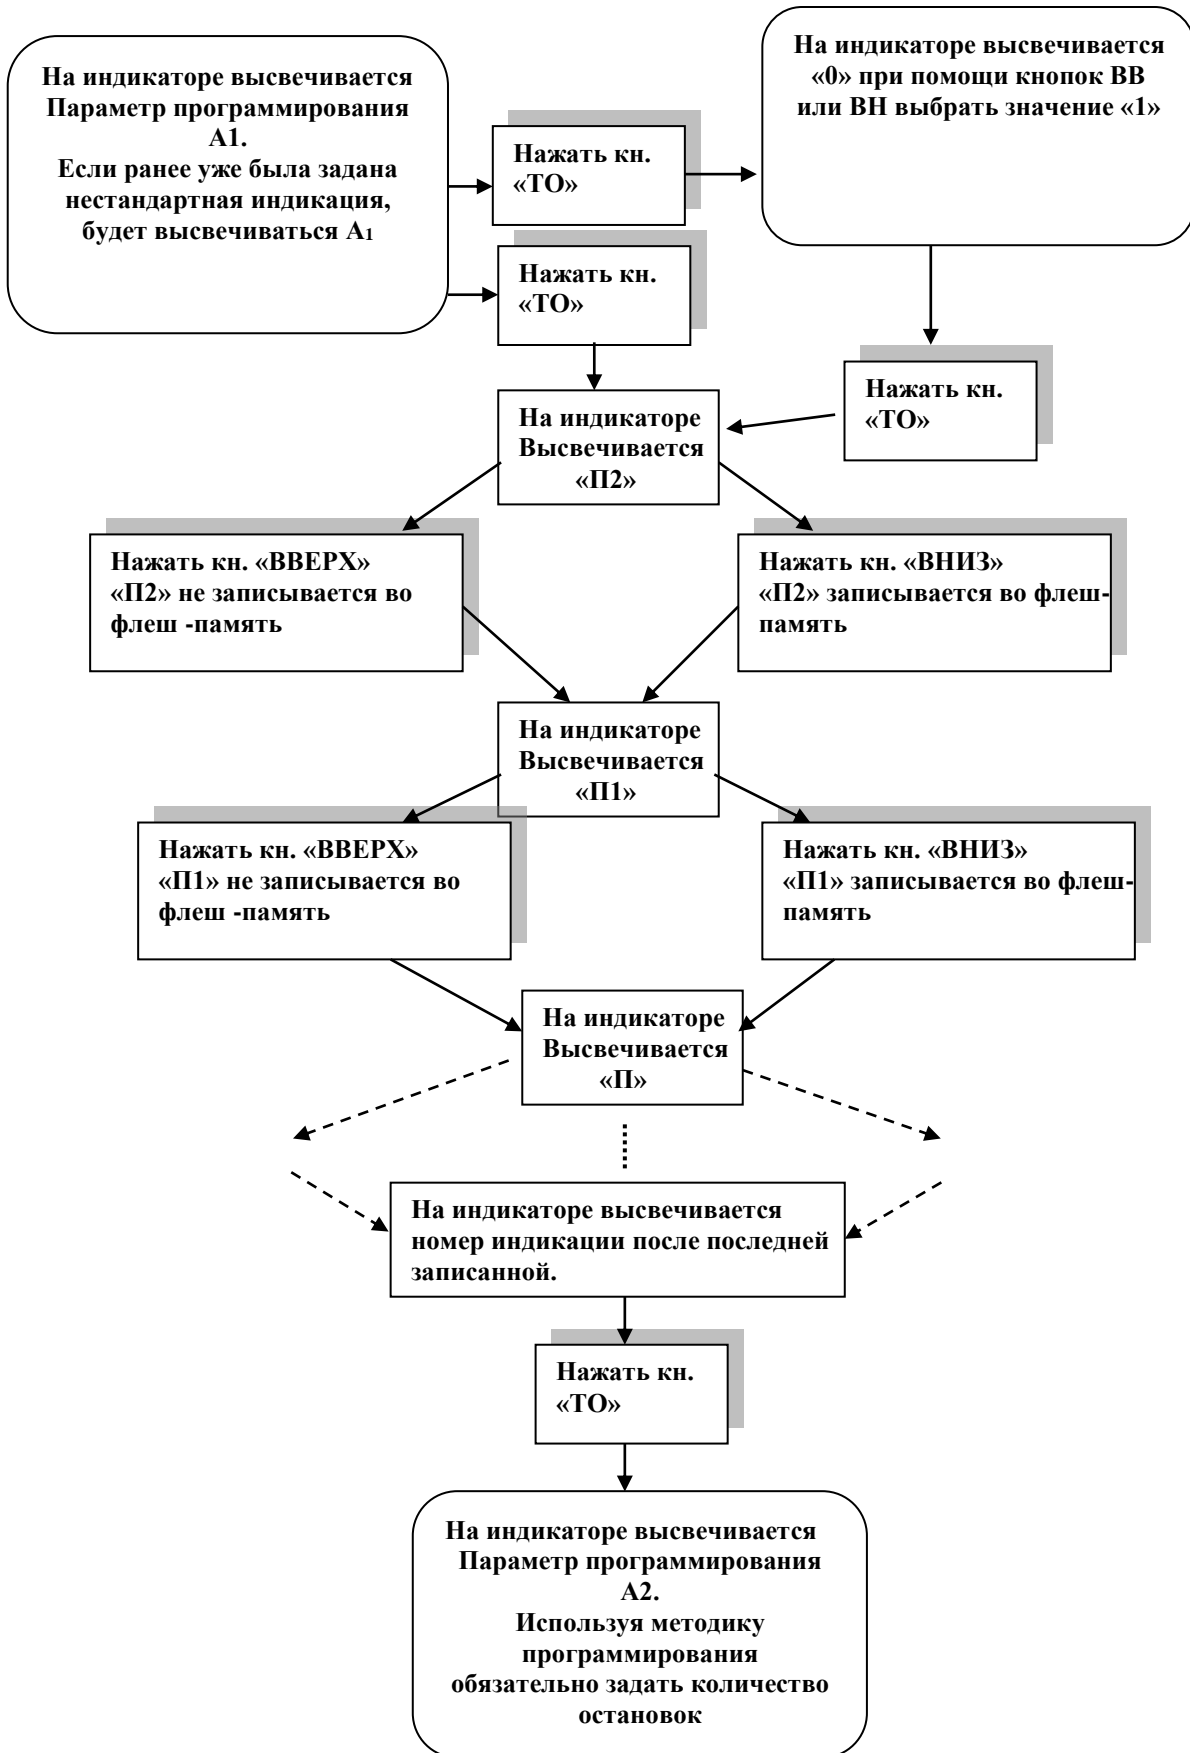 На индикаторе высвечивается
Параметр программирования
А1.
Если ранее уже была задана
нестандартная индикация,
будет высвечиваться А1
Нажать кн.
«ТО»
На индикаторе высвечивается
«0» при помощи кнопок ВВ
или ВН выбрать значение «1»
Нажать кн.
«ТО»
Нажать кн.
«ТО»
На индикаторе
Высвечивается
«П2»
Нажать кн. «ВВЕРХ»
«П2» не записывается во
флеш -память
Нажать кн. «ВНИЗ»
«П2» записывается во флеш-
память
На индикаторе
Высвечивается
«П1»
Нажать кн. «ВВЕРХ»
«П1» не записывается во
флеш -память
Нажать кн. «ВНИЗ»
«П1» записывается во флеш-
память
На индикаторе
Высвечивается
«П»
На индикаторе высвечивается
номер индикации после последней
записанной.
Нажать кн.
«ТО»
На индикаторе высвечивается
Параметр программирования
А2.
Используя методику
программирования
обязательно задать количество
остановок